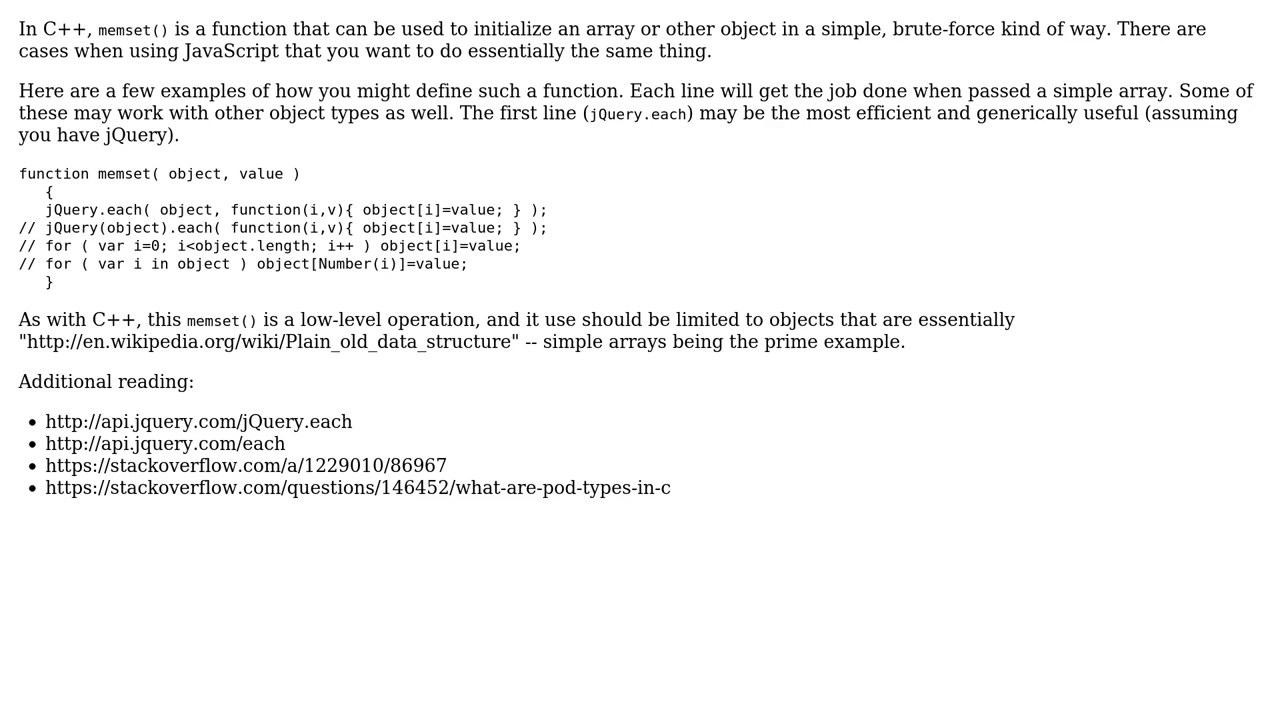 In C++, memset() is a function that can be used to initialize an array or other object in a simple, brute-force kind of way. There are
cases when using JavaScript that you want to do essentially the same thing.
Here are a few examples of how you might define such a function. Each line will get the job done when passed a simple array. Some of
these may work with other object types as well. The first line (jQuery.each) may be the most efficient and generically useful (assuming
you have jQuery).
function memset( object, value )
   {
   jQuery.each( object, function(i,v){ object[i]=value; } );
// jQuery(object).each( function(i,v){ object[i]=value; } );
// for ( var i=0; i<object.length; i++ ) object[i]=value;
// for ( var i in object ) object[Number(i)]=value;
   }
As with C++, this memset() is a low-level operation, and it use should be limited to objects that are essentially
"http://en.wikipedia.org/wiki/Plain_old_data_structure" -- simple arrays being the prime example.
Additional reading:
• http://api.jquery.com/jQuery.each
• http://api.jquery.com/each
• https://stackoverflow.com/a/1229010/86967
• https://stackoverflow.com/questions/146452/what-are-pod-types-in-c